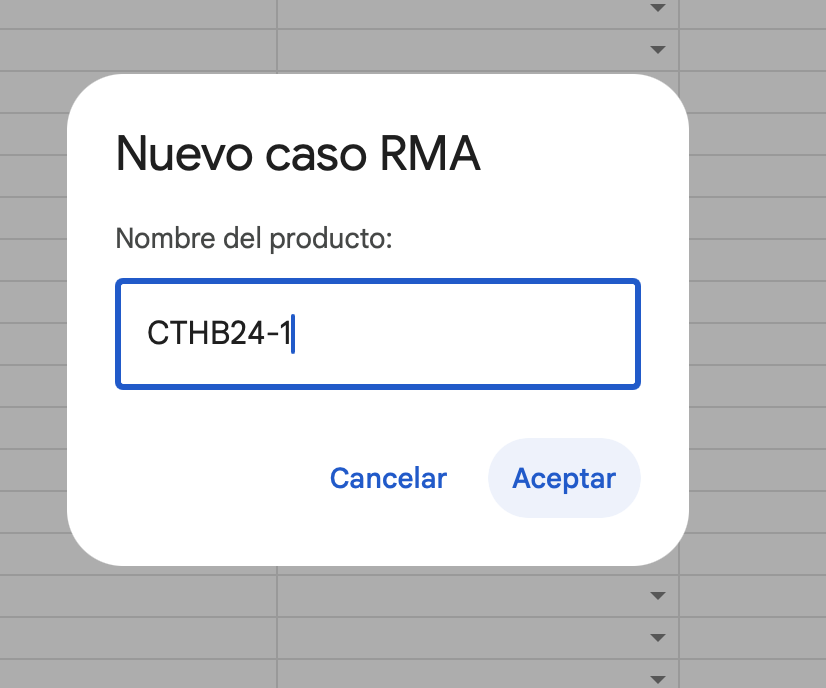 Nuevo caso RMA
Nombre del producto:
CTHB24-1
Cancelar Aceptar